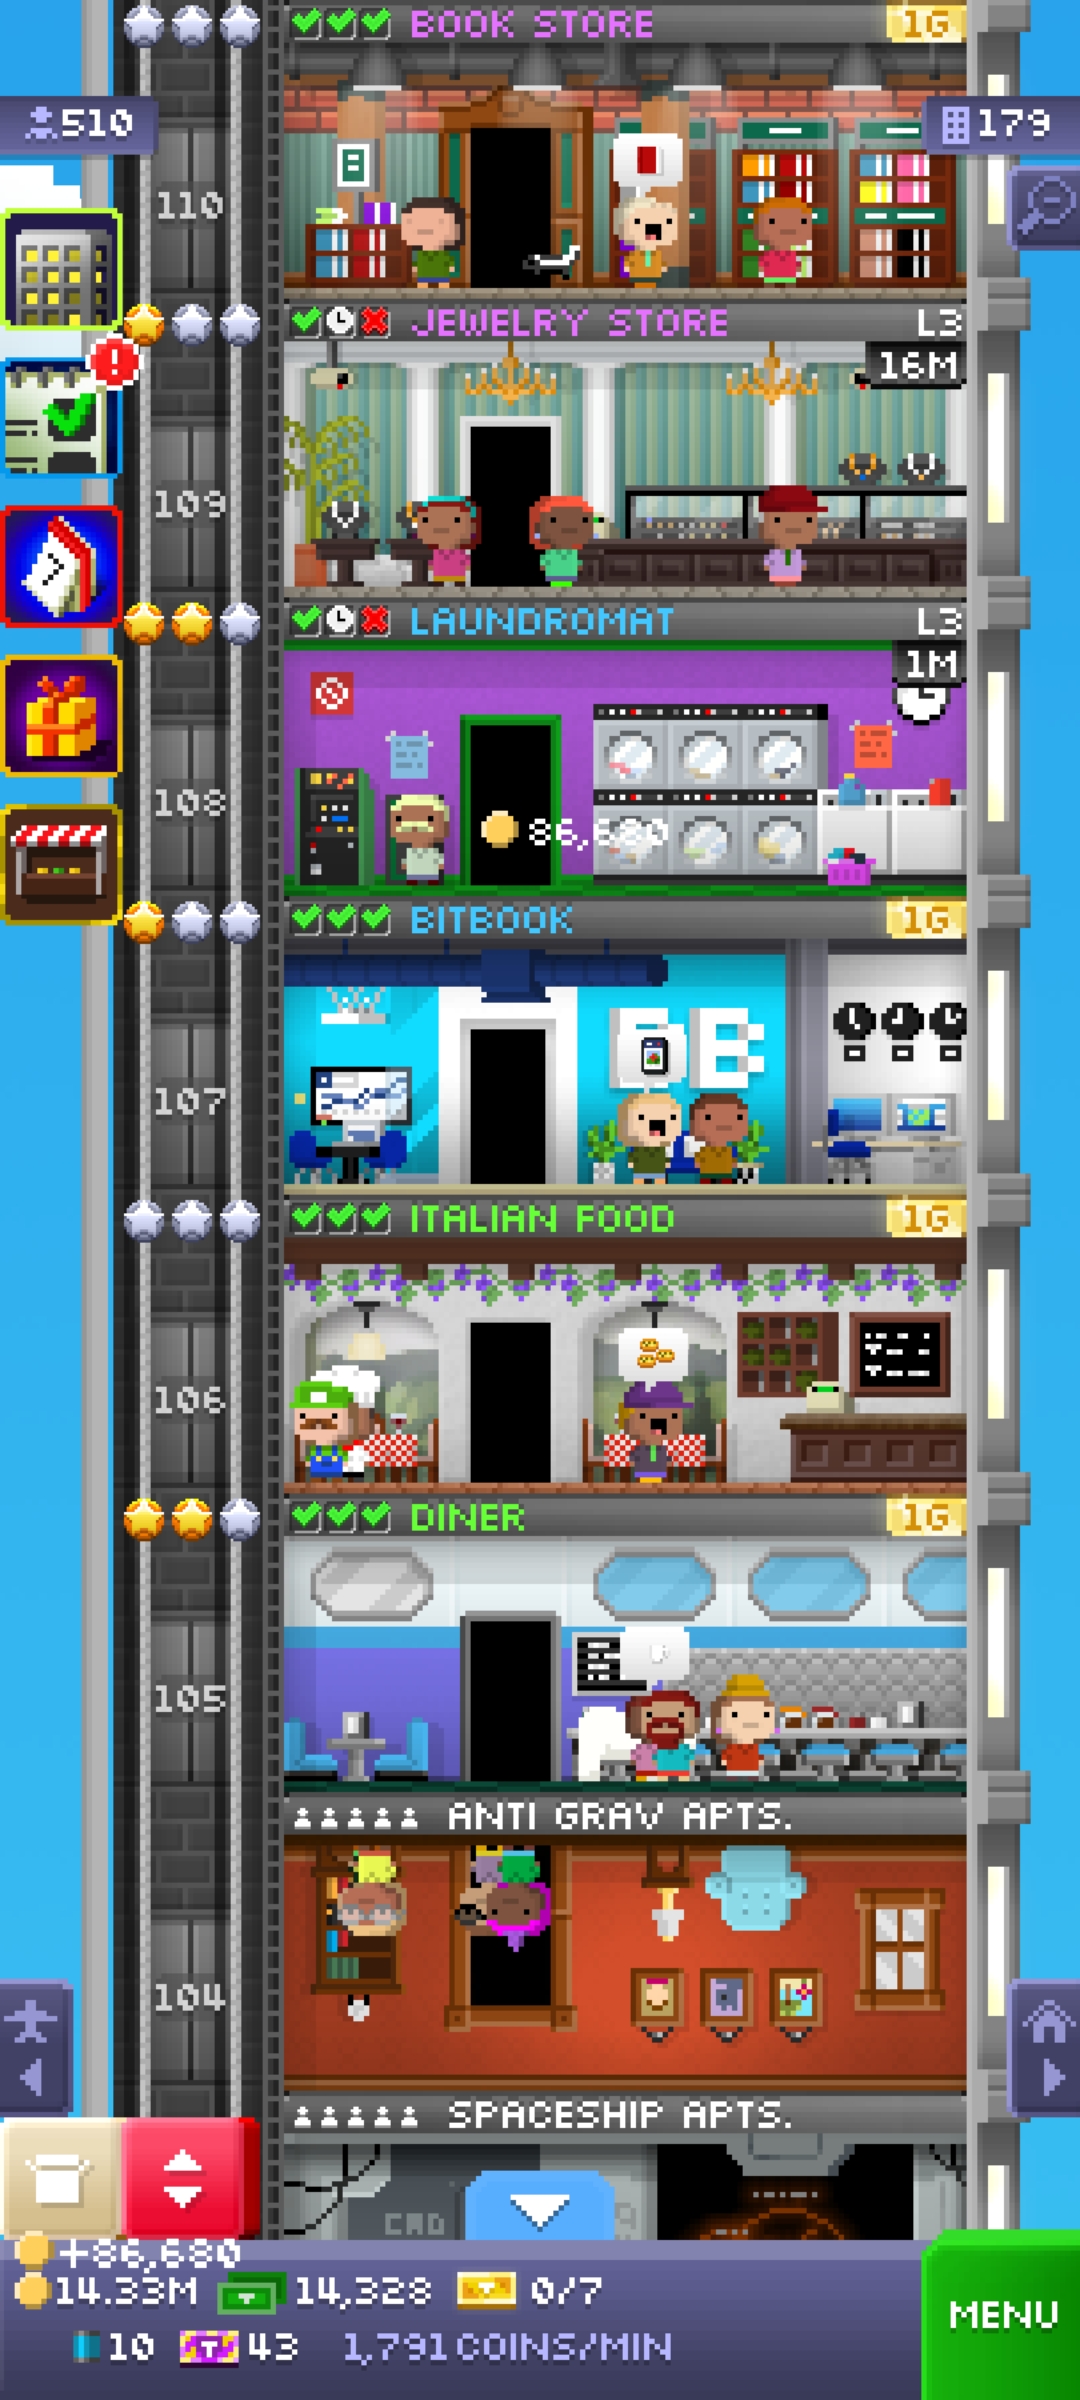 BOOK STORE 1G
510
179
110
JEWELRY STORE L3
16M
109
LAUNDROMAT L3
1M
108
86,680
BITBOOK 1G
BB
107
ITALIAN FOOD 1G
106
DINER 1G
105
ANTI GRAV APTS.
104
SPACESHIP APTS.
CAD
+86,680
14.33M 14,328 0/7
MENU
10 43 1,791 COINS/MIN